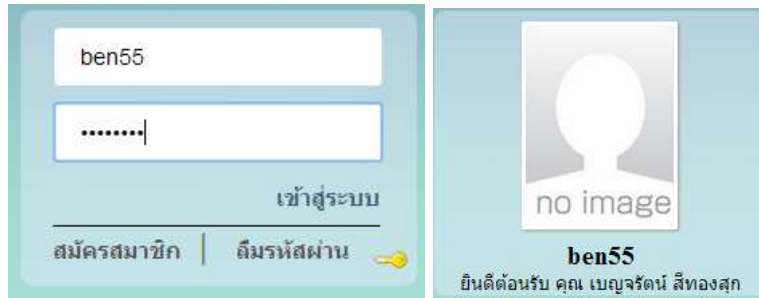 ben55
••••••••
เข้าสู่ระบบ
สมัครสมาชิก | ลืมรหัสผ่าน
no image
ben55
ยินดีต้อนรับ คุณ เบญจรัตน์ สีทองสุก